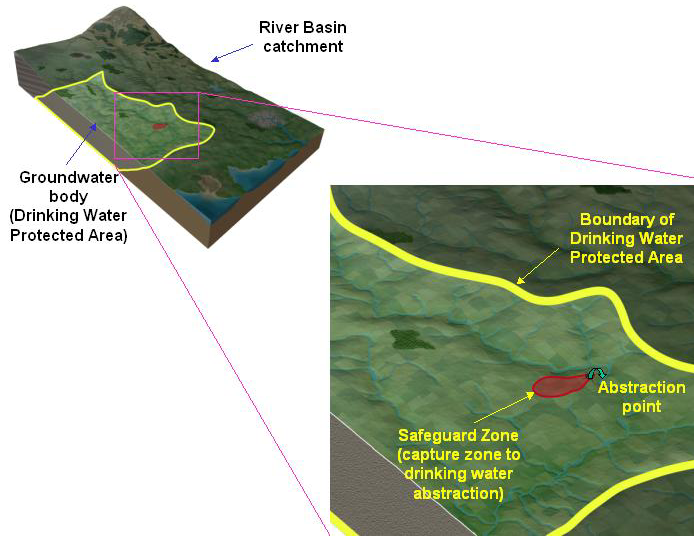 River Basin
catchment
Groundwater
body
(Drinking Water
Protected Area)
Boundary of
Drinking Water
Protected Area
Abstraction
point
Safeguard Zone
(capture zone to
drinking water
abstraction)